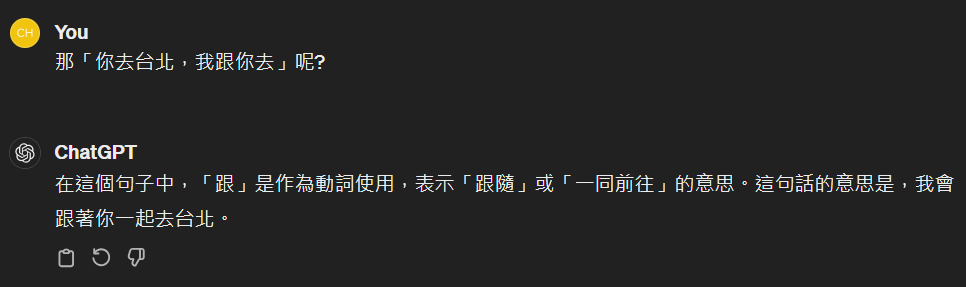 CH
You
那「你去台北，我跟你去」呢?
ChatGPT
在這個句子中，「跟」是作為動詞使用，表示「跟隨」或「一同前往」的意思。這句話的意思是，我會
跟著你一起去台北。